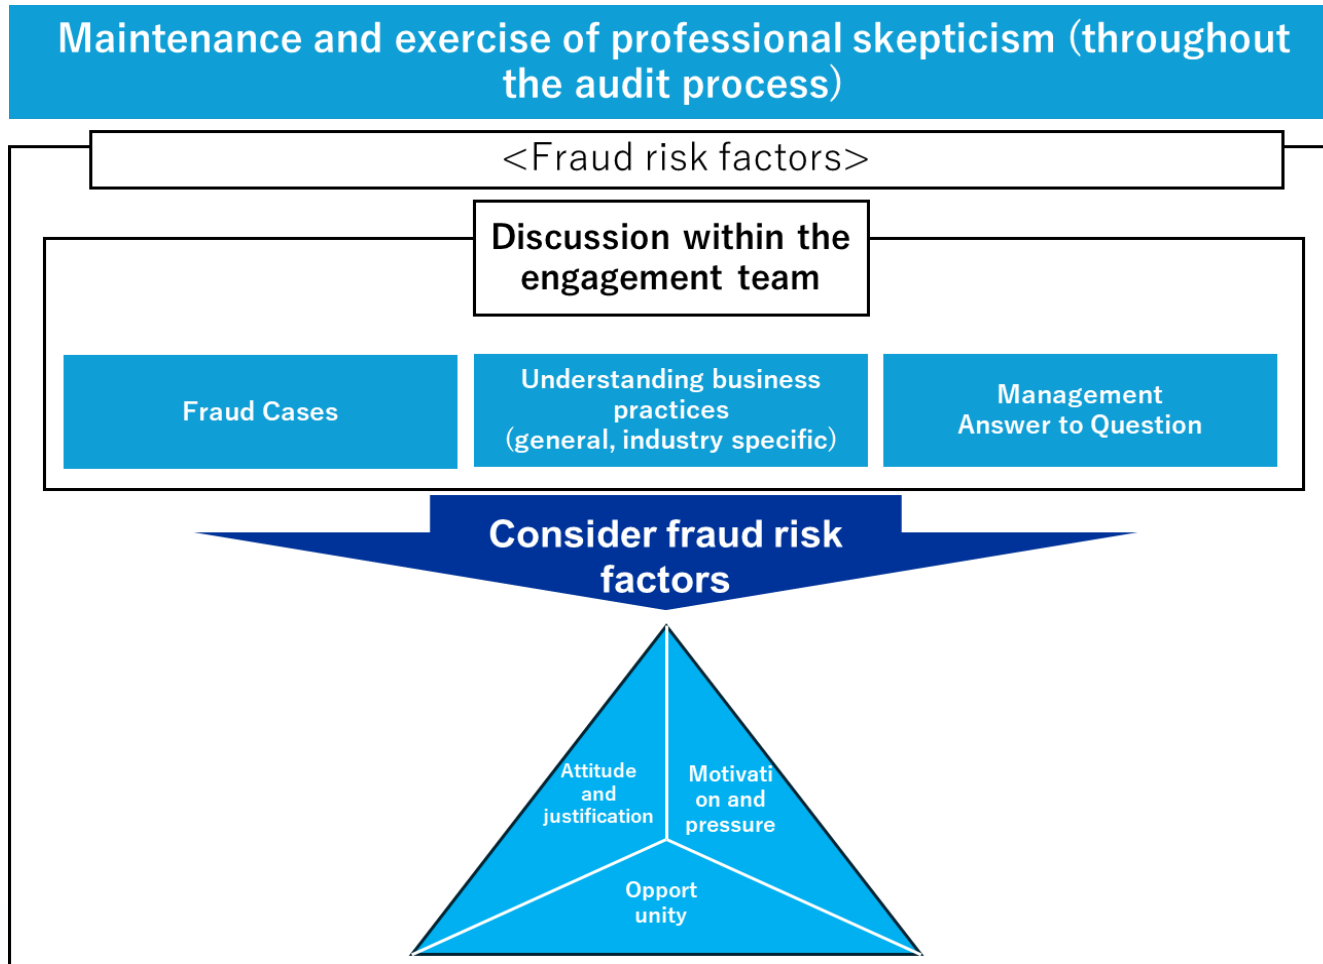 Maintenance and exercise of professional skepticism (throughout
the audit process)
<Fraud risk factors>
Discussion within the
engagement team
Fraud Cases
Understanding business
practices
(general, industry specific)
Management
Answer to Question
Consider fraud risk
factors
Attitude
and
justification
Motivati
on and
pressure
Opport
unity